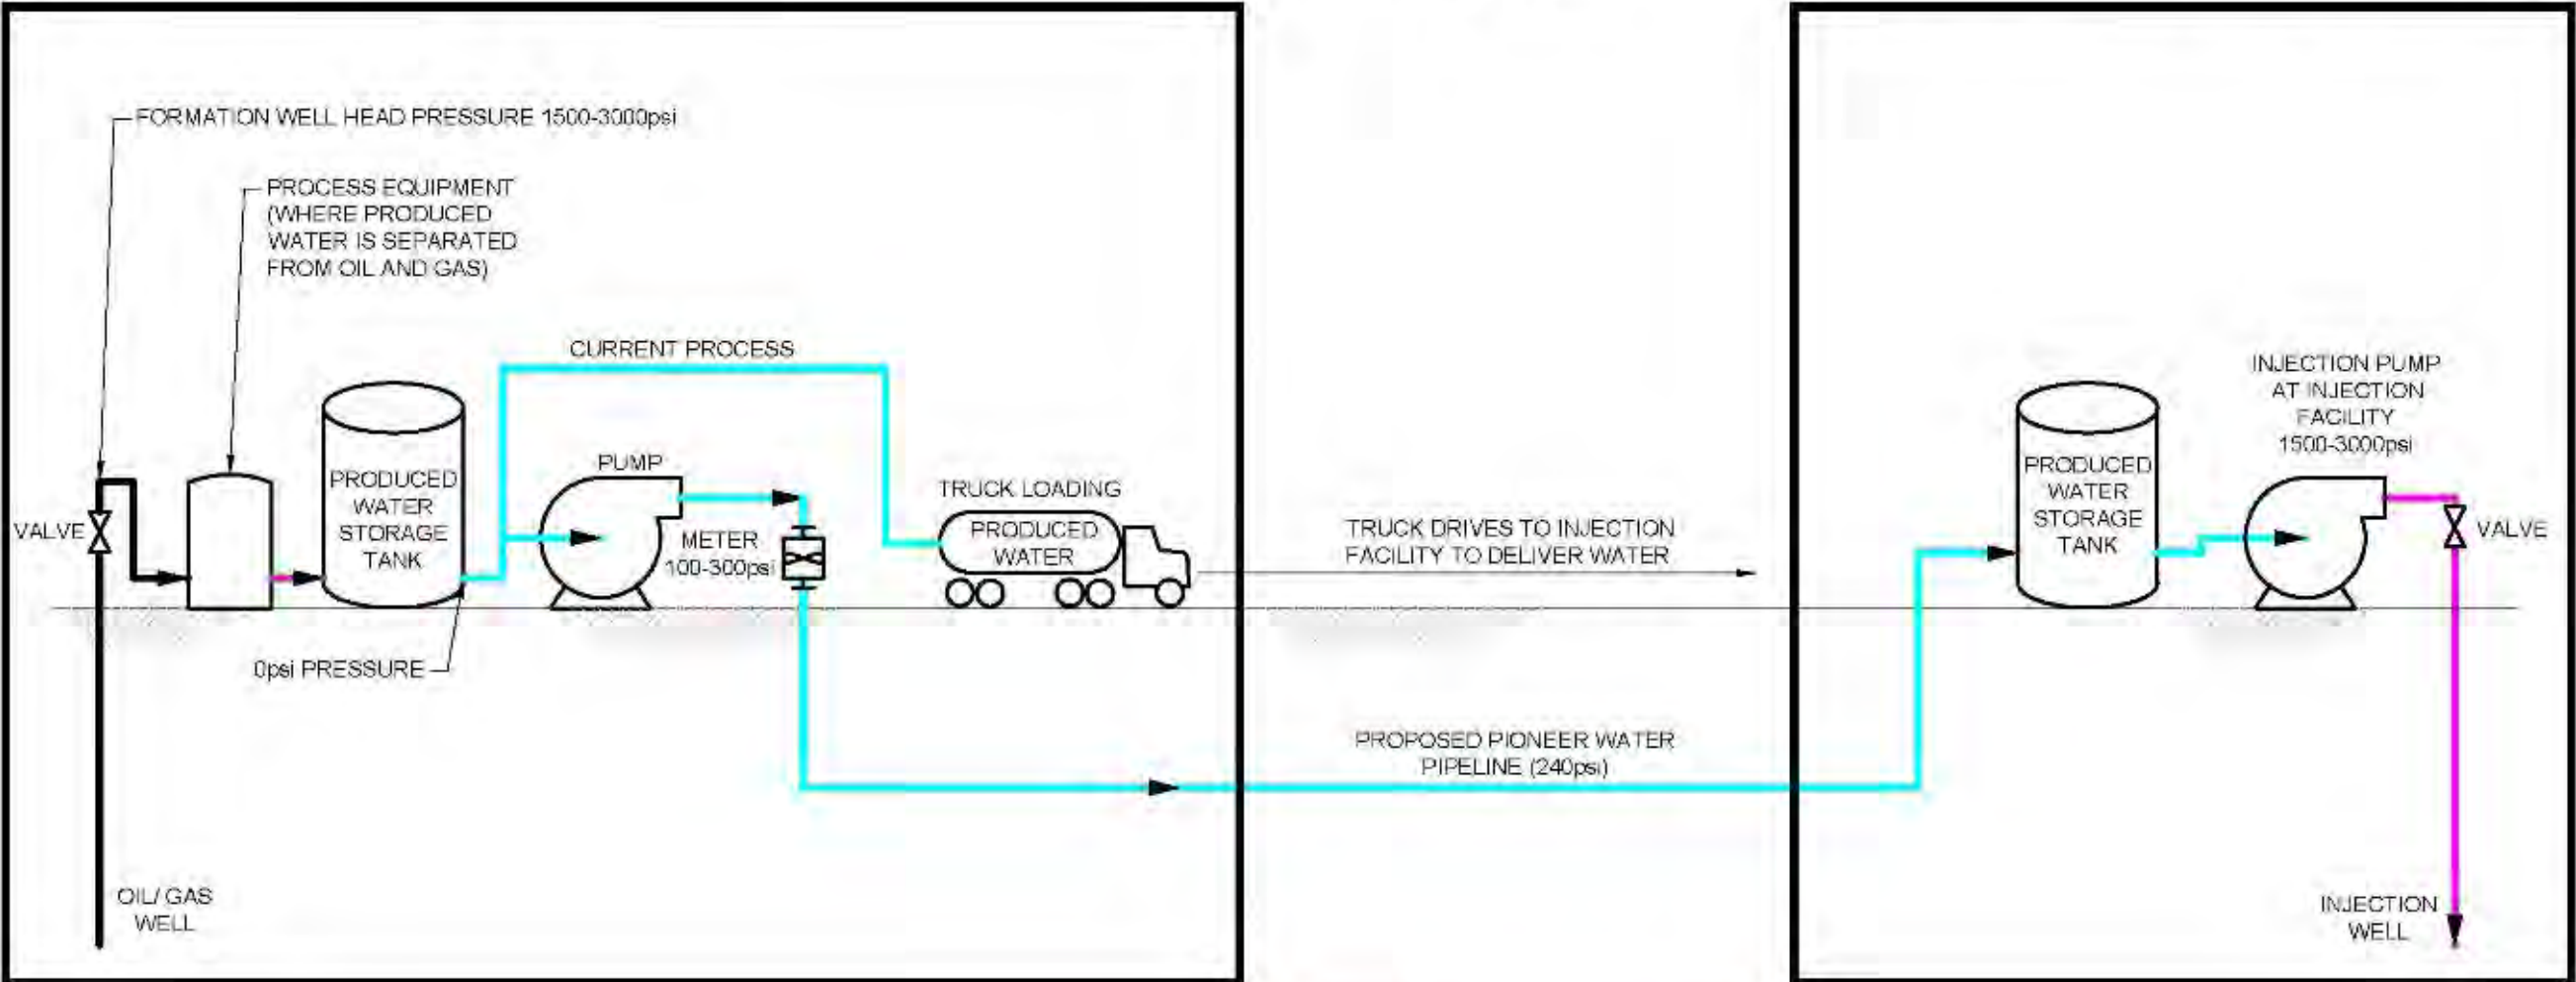 FORMATION WELL HEAD PRESSURE 1500-3000psi
PROCESS EQUIPMENT
(WHERE PRODUCED
WATER IS SEPARATED
FROM OIL AND GAS)
CURRENT PROCESS
VALVE
PRODUCED
WATER
STORAGE
TANK
PUMP
METER
100-300psi
TRUCK LOADING
PRODUCED
WATER
0psi PRESSURE
OIL/ GAS
WELL
TRUCK DRIVES TO INJECTION
FACILITY TO DELIVER WATER
PROPOSED PIONEER WATER
PIPELINE (240psi)
PRODUCED
WATER
STORAGE
TANK
INJECTION PUMP
AT INJECTION
FACILITY
1500-3000psi
VALVE
INJECTION
WELL